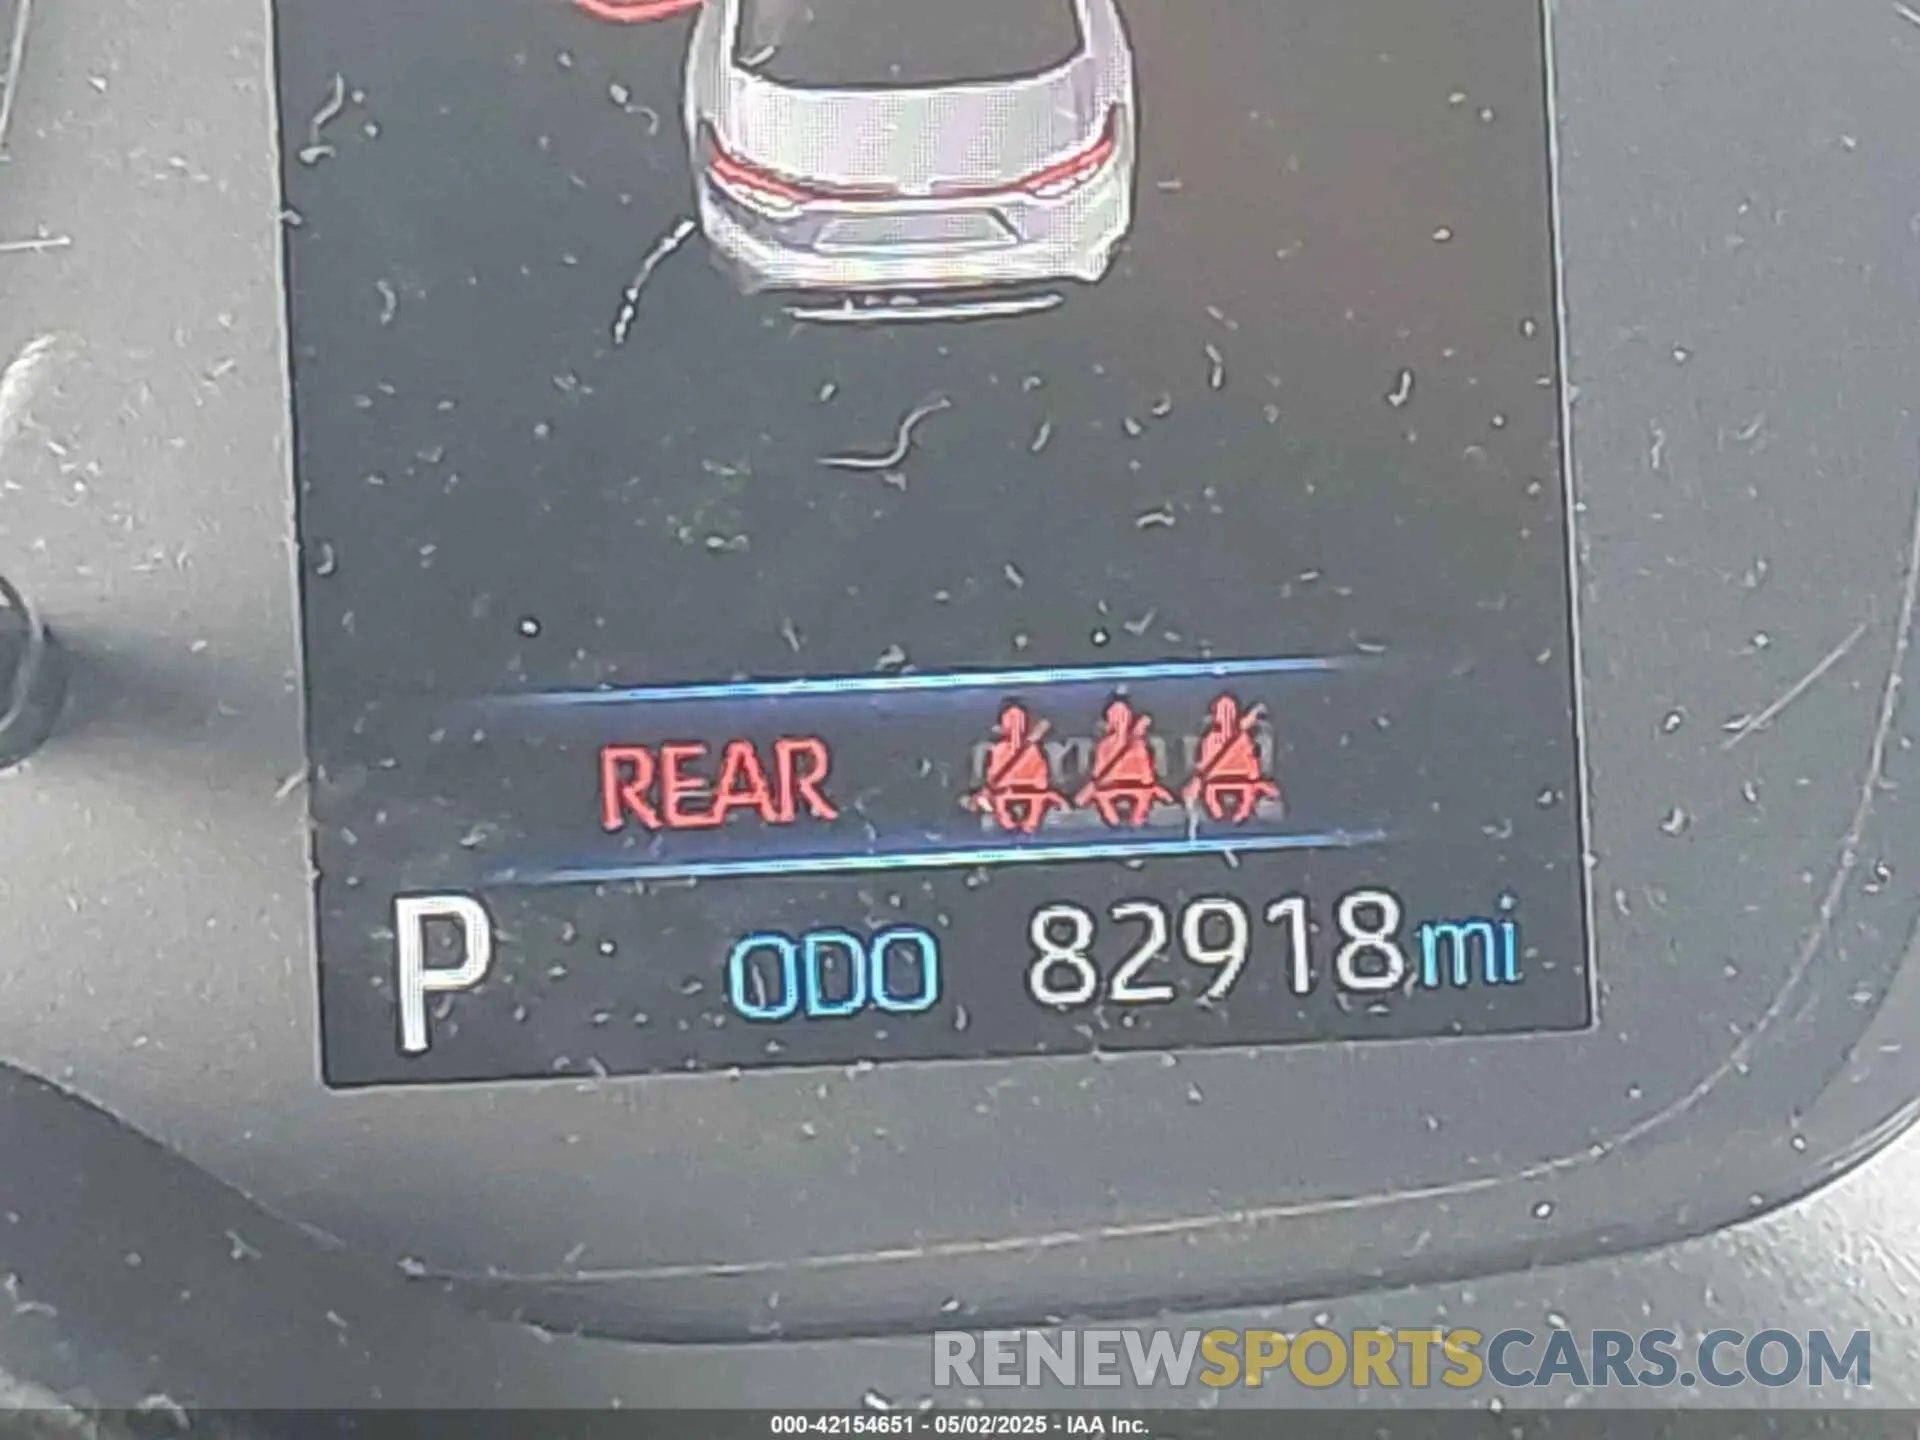 REAR
P ODO 82918mi
RENEWSPORTSCARS.COM
000-42154651 - 05/02/2025 - IAA Inc.